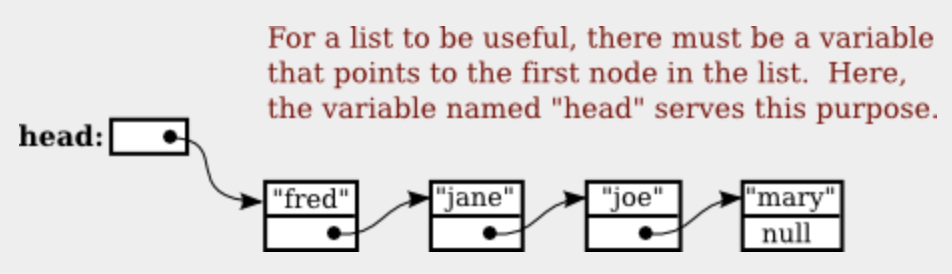 For a list to be useful, there must be a variable
that points to the first node in the list.  Here,
the variable named "head" serves this purpose.
head:
"fred" "jane" "joe" "mary"
null